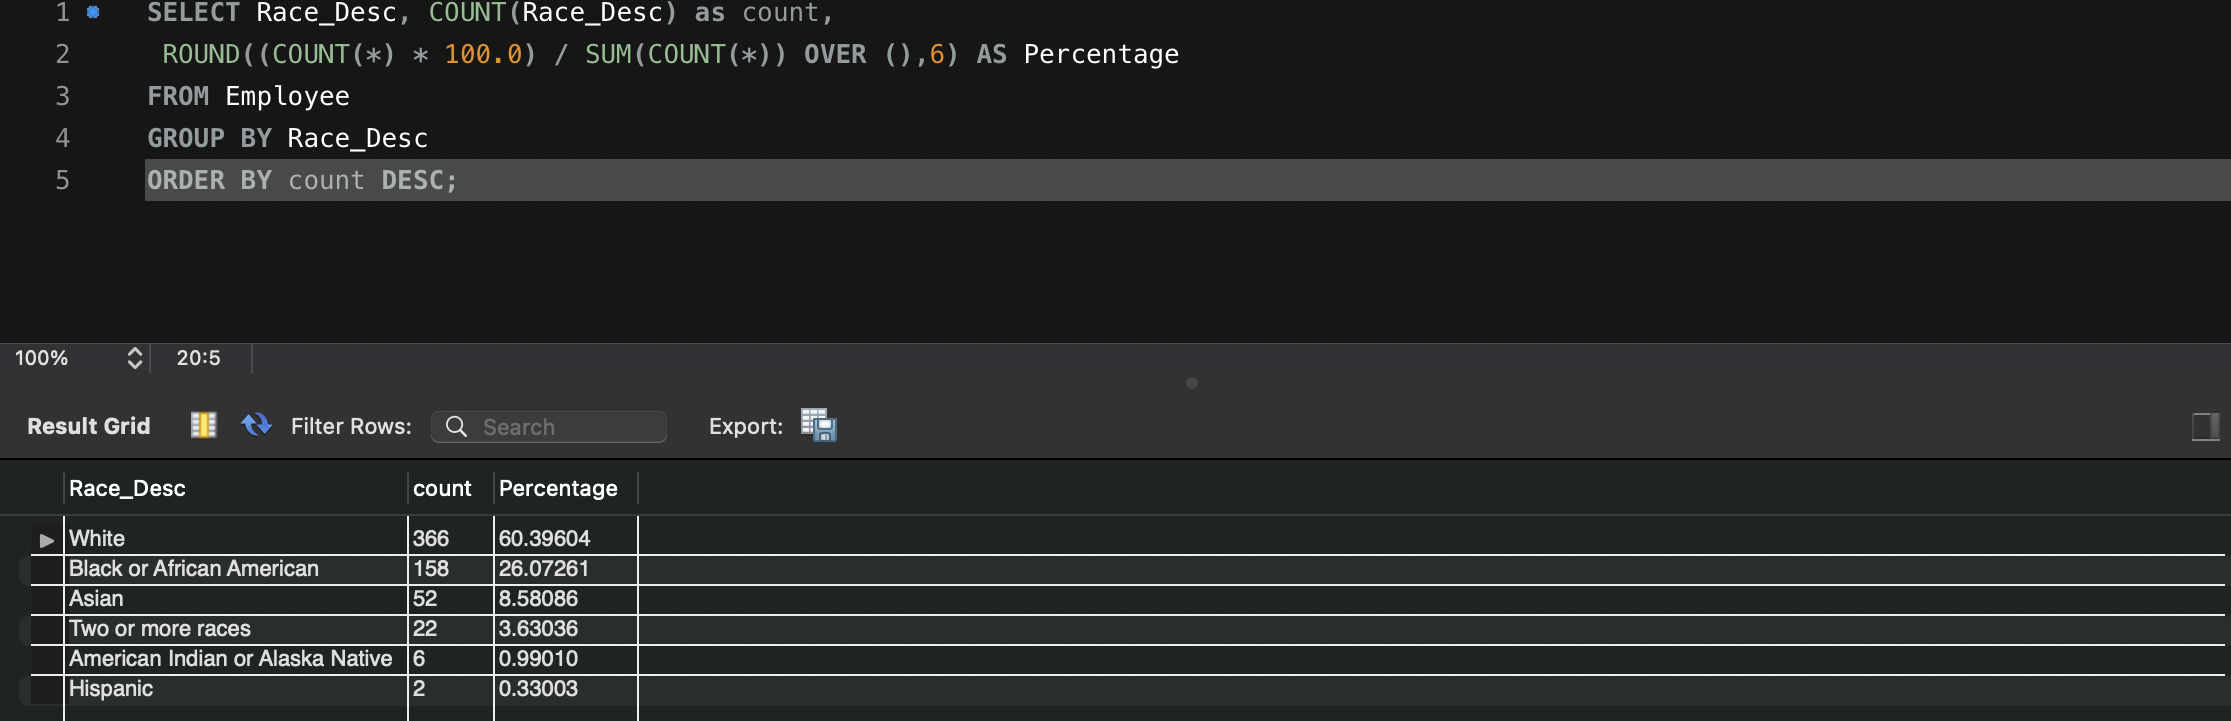 1 SELECT Race_Desc, COUNT(Race_Desc) as count,
2 ROUND((COUNT(*) * 100.0) / SUM(COUNT(*)) OVER (),6) AS Percentage
3 FROM Employee
4 GROUP BY Race_Desc
5 ORDER BY count DESC;
100% 20:5
Result Grid Filter Rows: Search Export:
Race_Desc count Percentage
White 366 60.39604
Black or African American 158 26.07261
Asian 52 8.58086
Two or more races 22 3.63036
American Indian or Alaska Native 6 0.99010
Hispanic 2 0.33003